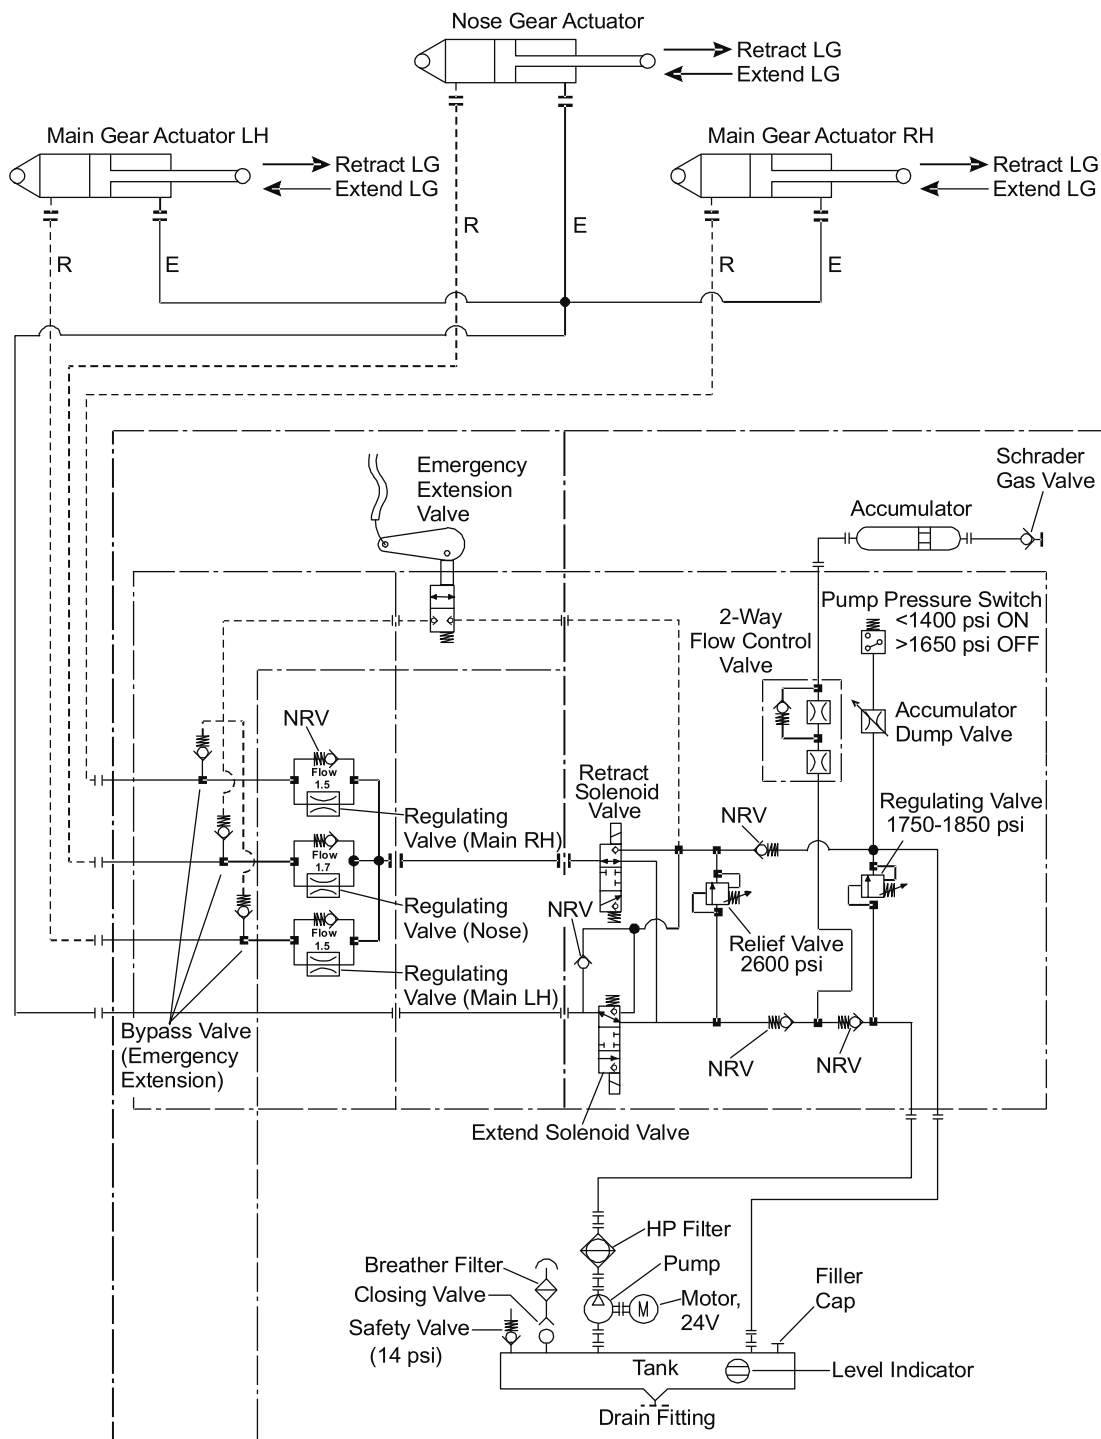 Nose Gear Actuator
Retract LG
Extend LG
Main Gear Actuator LH
Retract LG
Extend LG
Main Gear Actuator RH
Retract LG
Extend LG
R
E
R
E
R
E
Emergency
Extension
Valve
Schrader
Gas Valve
Accumulator
Pump Pressure Switch
<1400 psi ON
>1650 psi OFF
2-Way
Flow Control
Valve
Accumulator
Dump Valve
NRV
Flow
1.5
Regulating
Valve (Main RH)
Flow
1.7
Regulating
Valve (Nose)
Flow
1.5
Regulating
Valve (Main LH)
Retract
Solenoid
Valve
NRV
Regulating Valve
1750-1850 psi
NRV
Relief Valve
2600 psi
Bypass Valve
(Emergency
Extension)
NRV
NRV
Extend Solenoid Valve
HP Filter
Breather Filter
Closing Valve
Safety Valve
(14 psi)
Pump
M
Motor,
24V
Filler
Cap
Tank
Level Indicator
Drain Fitting